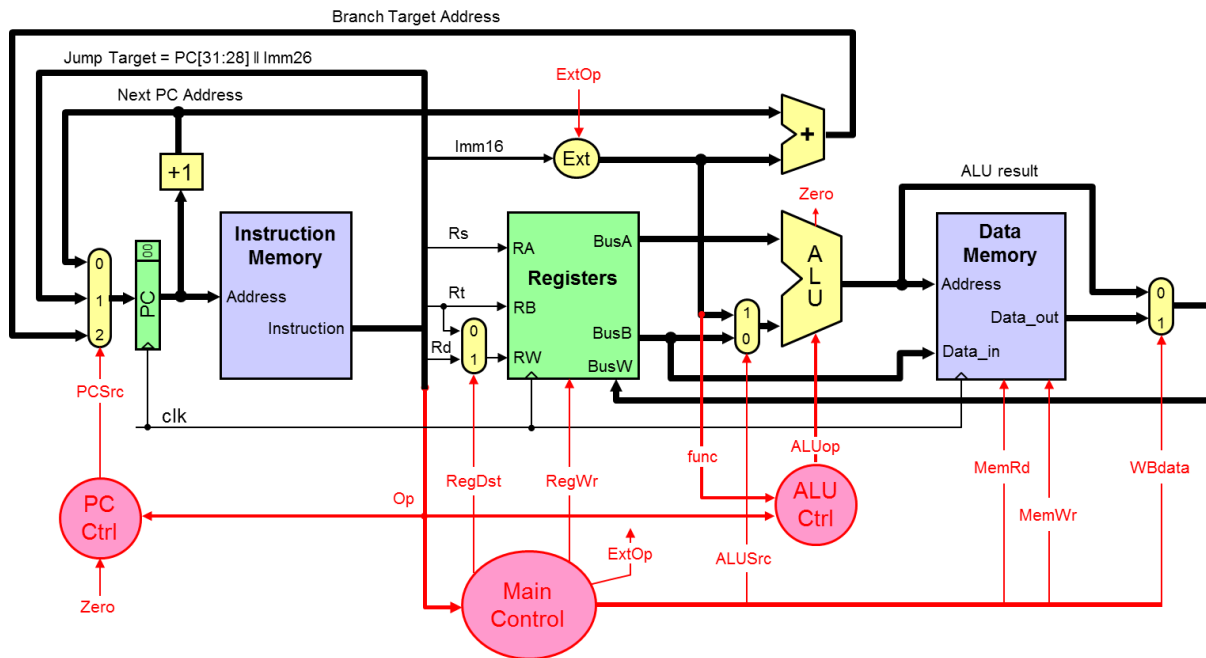 Branch Target Address
Jump Target = PC[31:28] ‖ Imm26
ExtOp
Next PC Address
+
Imm16
Ext
+1
ALU result
Zero
Instruction
Memory
Data
Memory
00
PC
Rs
RA
BusA
Registers
A
L
U
0
1
2
Address
Instruction
Rt
RB
Address
0
1
Data_out
1
0
BusB
0
1
Rd
RW
BusW
Data_in
PCSrc
clk
func
ALUop
RegDst
RegWr
MemRd
WBdata
PC
Ctrl
Op
ALU
Ctrl
MemWr
ExtOp
ALUSrc
Main
Control
Zero